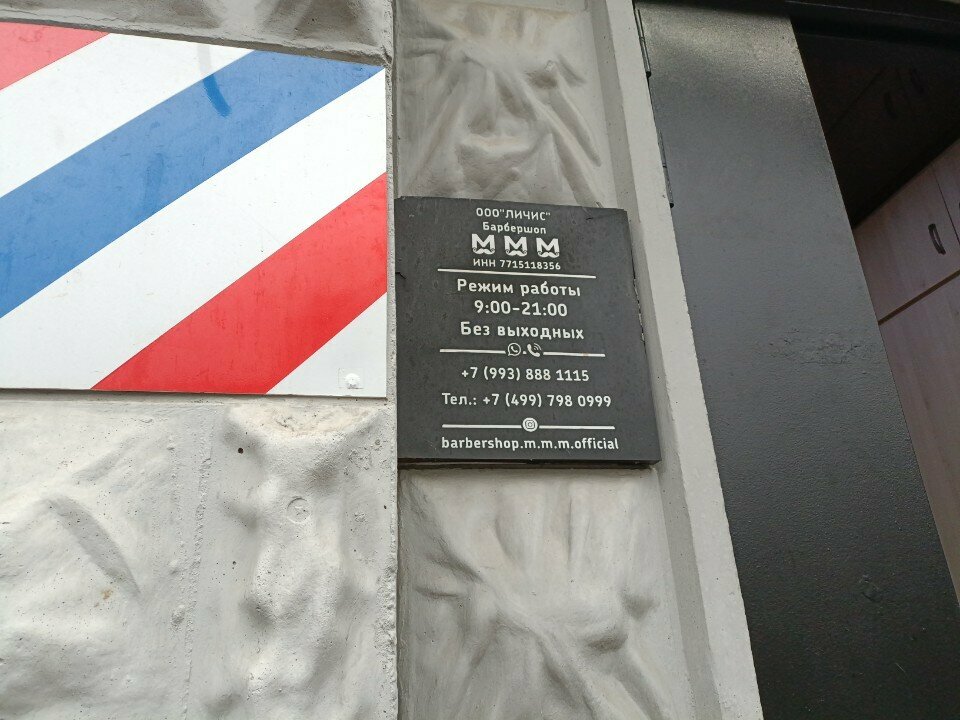 ООО"ЛИЧИС"
Барбершоп
МММ
ИНН 7715118356
Режим работы
9:00-21:00
Без выходных
+7 (993) 888 1115
Тел.: +7 (499) 798 0999
barbershop.m.m.m.official